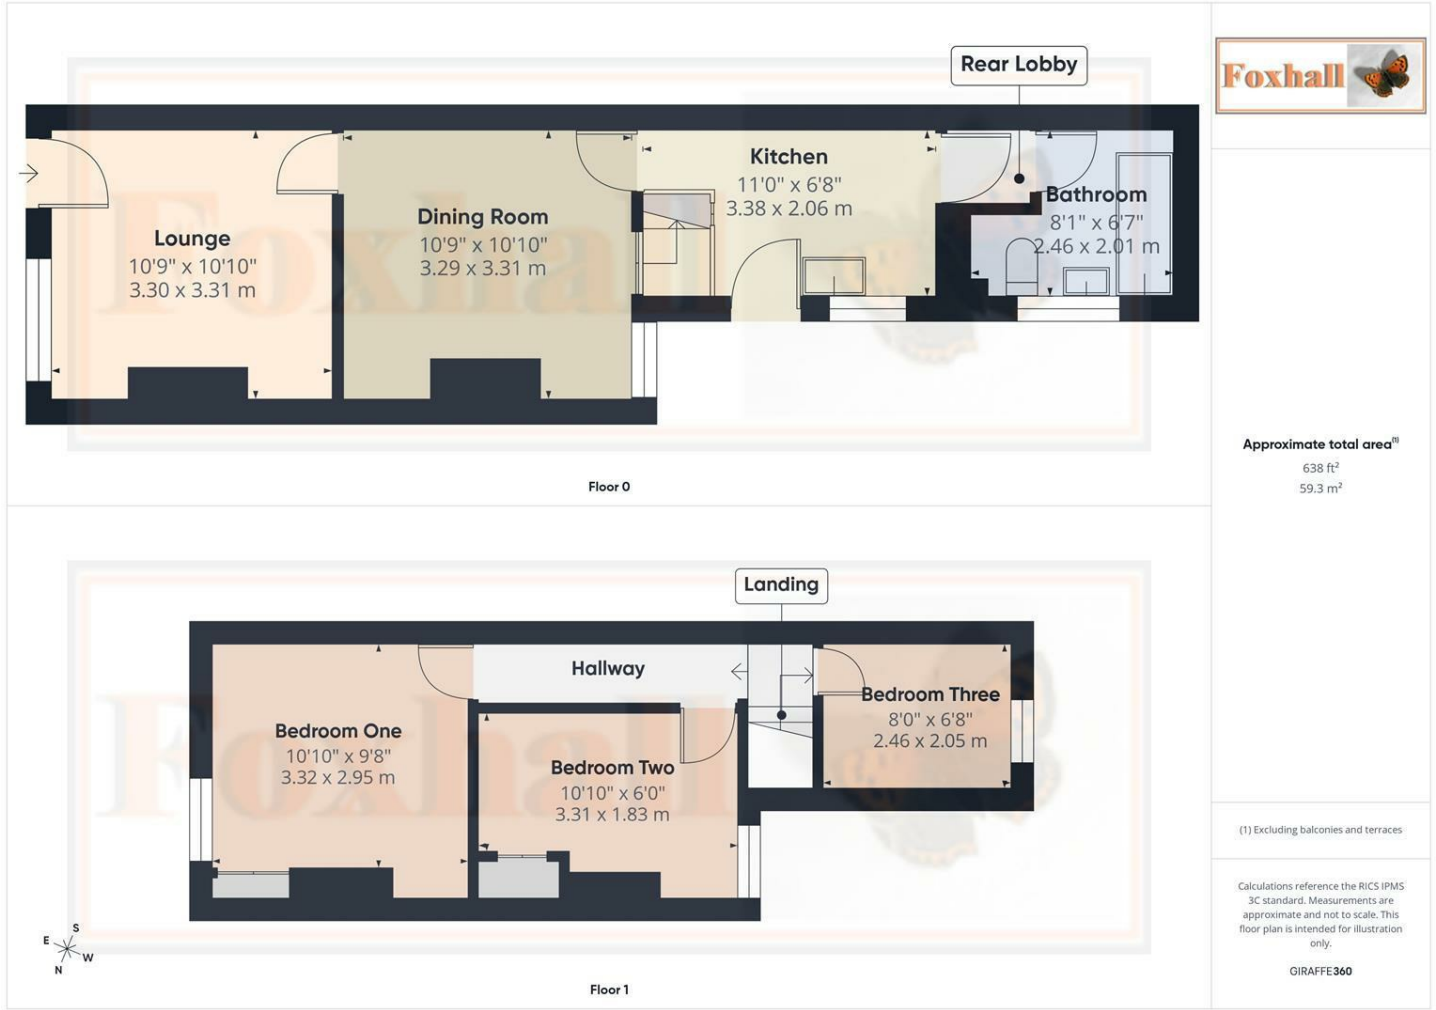 Rear Lobby
Foxhall
Kitchen
11'0" x 6'8"
3.38 x 2.06 m
Bathroom
8'1" x 6'7"
2.46 x 2.01 m
Dining Room
10'9" x 10'10"
3.29 x 3.31 m
Lounge
10'9" x 10'10"
3.30 x 3.31 m
Foxhall
Floor 0
Approximate total area(1)
638 ft²
59.3 m²
Landing
Hallway
Bedroom Three
8'0" x 6'8"
2.46 x 2.05 m
Bedroom One
10'10" x 9'8"
3.32 x 2.95 m
Bedroom Two
10'10" x 6'0"
3.31 x 1.83 m
Foxhall
S
E
W
N
Floor 1
(1) Excluding balconies and terraces
Calculations reference the RICS IPMS
3C standard. Measurements are
approximate and not to scale. This
floor plan is intended for illustration
only.
GIRAFFE360